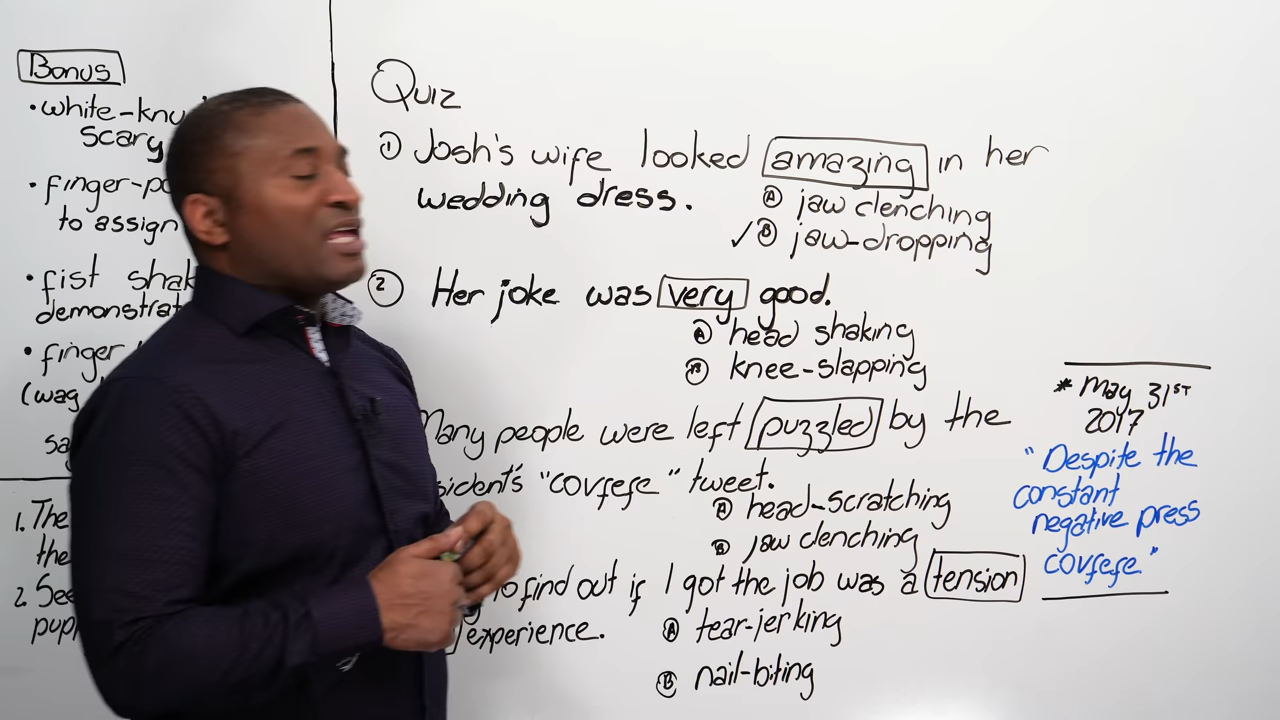 Bonus
• white-knu
scary
• finger-po
to assign
• fist shak
demonstrat
• finger
(wag
sa
1. The
the
2. See
pup
Quiz
① Josh's wife looked amazing in her
wedding dress.
Ⓐ jaw clenching
✓Ⓑ jaw-dropping
② Her joke was very good.
Ⓐ head shaking
Ⓑ knee-slapping
Many people were left puzzled by the
sident's "covfefe" tweet.
Ⓐ head-scratching
Ⓑ jaw clenching
to find out if I got the job was a tension
experience.
Ⓐ tear-jerking
Ⓑ nail-biting
* May 31ST
2017
"Despite the
constant
negative press
covfefe"